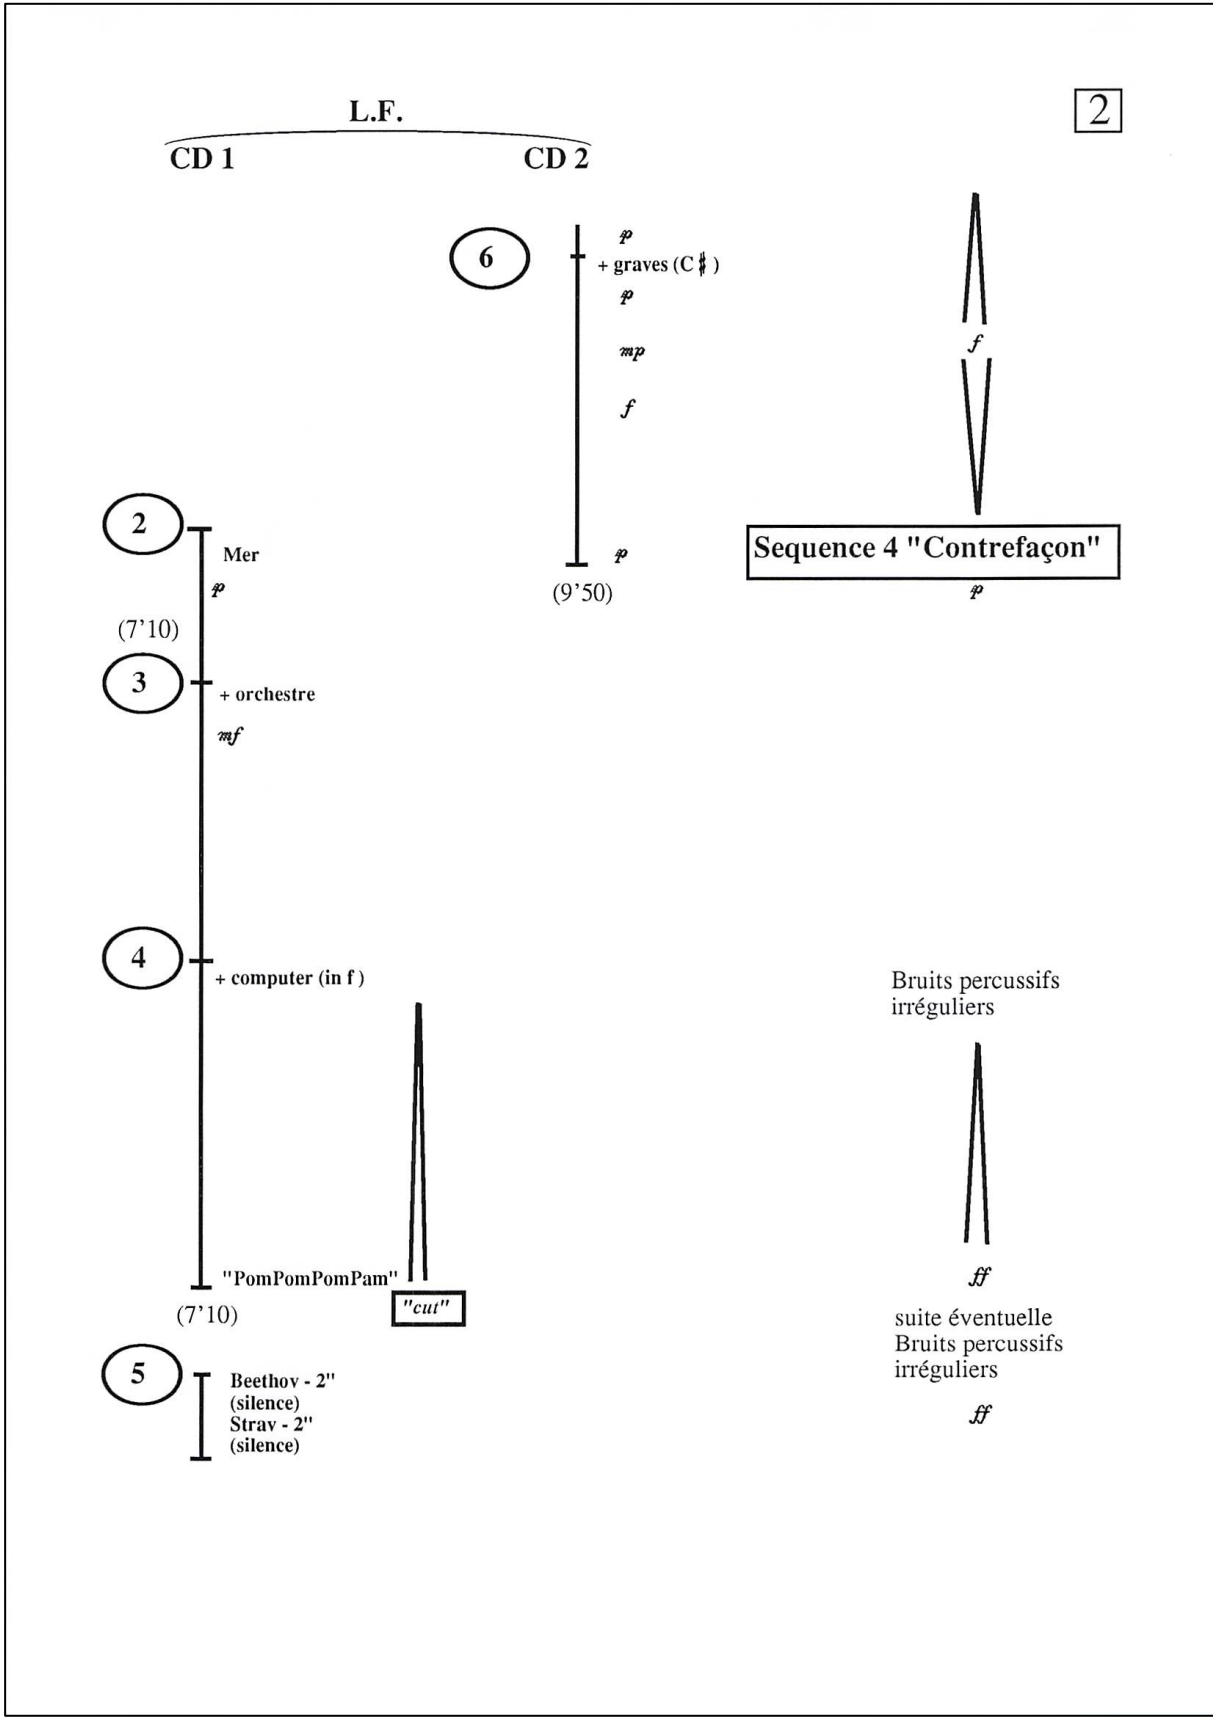 L.F.
2
CD 1
CD 2
6
p
+ graves (C♯)
p
mp
f
f
2
Mer
p
(7'10)
p
(9'50)
Sequence 4 "Contrefaçon"
p
3
+ orchestre
mf
4
+ computer (in f )
Bruits percussifs
irréguliers
"PomPomPomPam"
(7'10)
"cut"
ff
suite éventuelle
Bruits percussifs
irréguliers
ff
5
Beethov - 2"
(silence)
Strav - 2"
(silence)